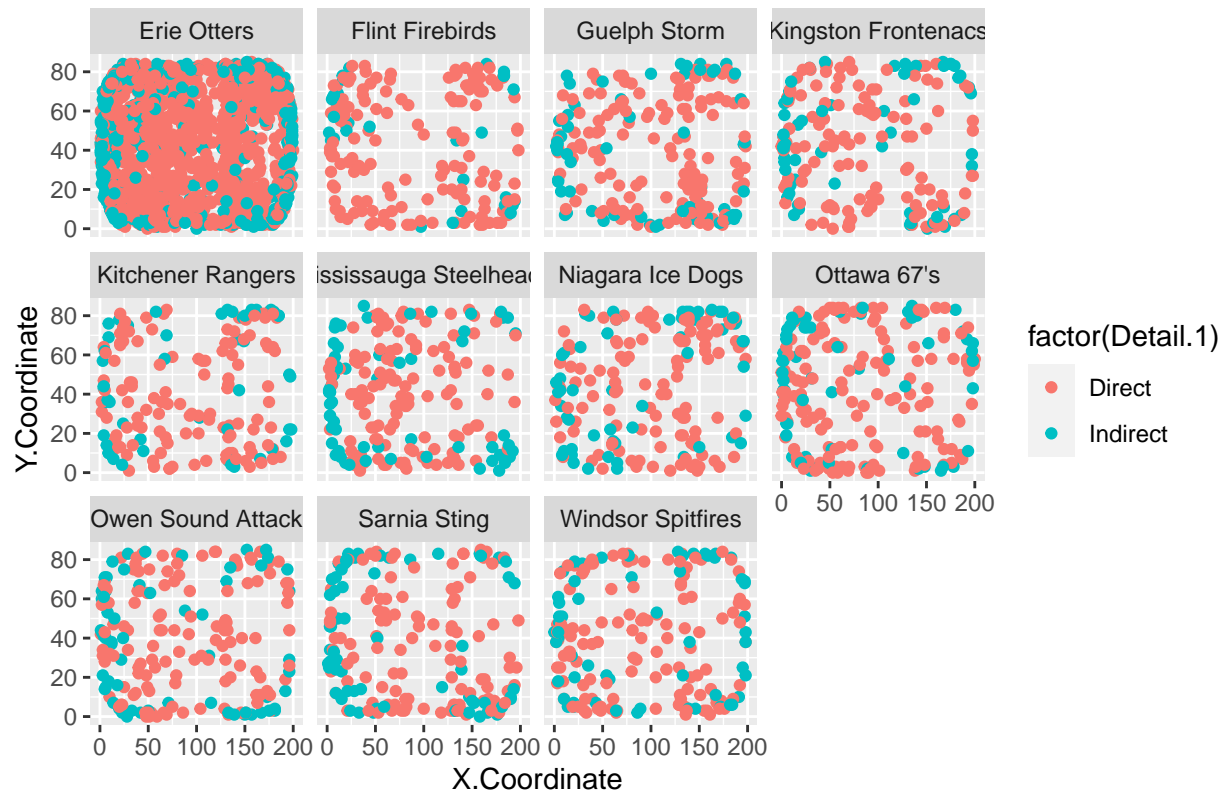 Erie Otters Flint Firebirds Guelph Storm Kingston Frontenacs
80
60
40
20
0
Kitchener Rangers ississauga Steelhead Niagara Ice Dogs Ottawa 67's
80
60
40
20
0
0 50 100 150 200
Owen Sound Attack Sarnia Sting Windsor Spitfires
80
60
40
20
0
0 50 100 150 200 0 50 100 150 200 0 50 100 150 200
X.Coordinate
Y.Coordinate
factor(Detail.1)
Direct
Indirect